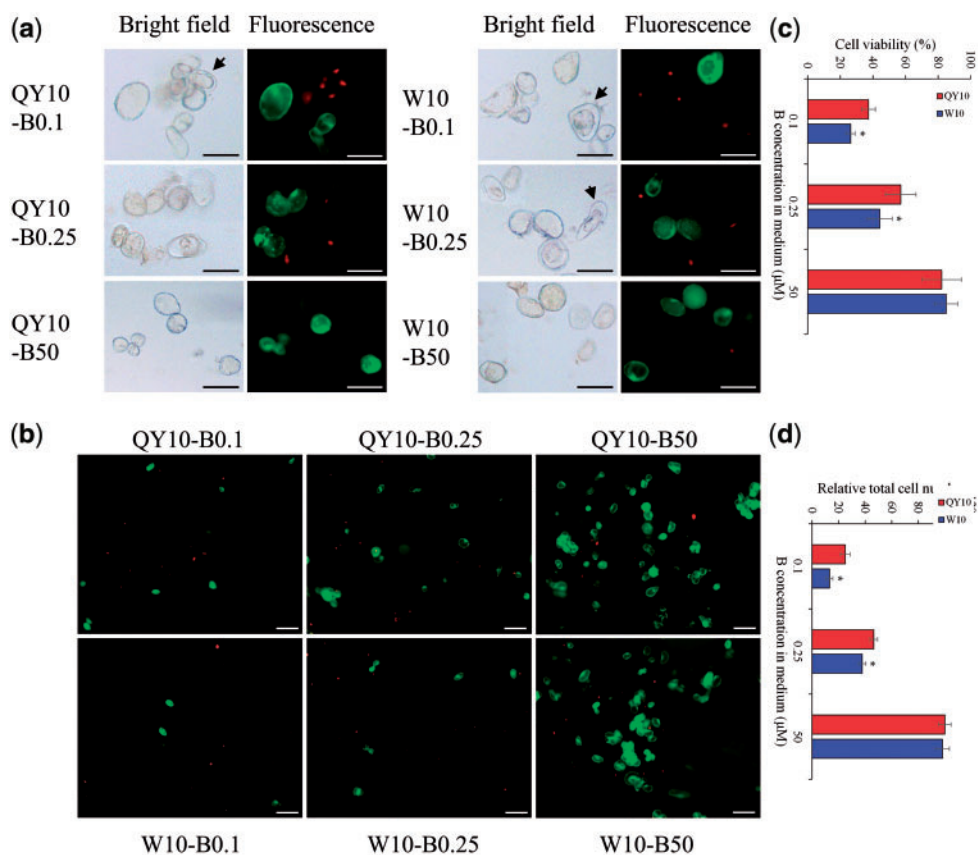 (a)
Bright field Fluorescence
Bright field Fluorescence
QY10
-B0.1
W10
-B0.1
QY10
-B0.25
W10
-B0.25
QY10
-B50
W10
-B50
(c)
Cell viability (%)
0 20 40 60 80 100
QY10
W10
0.1
*
0.25
*
50
B concentration in medium (μM)
(b)
QY10-B0.1 QY10-B0.25 QY10-B50
W10-B0.1 W10-B0.25 W10-B50
(d)
Relative total cell
0 20 40 60 80
QY10
W10
0.1
*
0.25
*
50
B concentration in medium (μM)